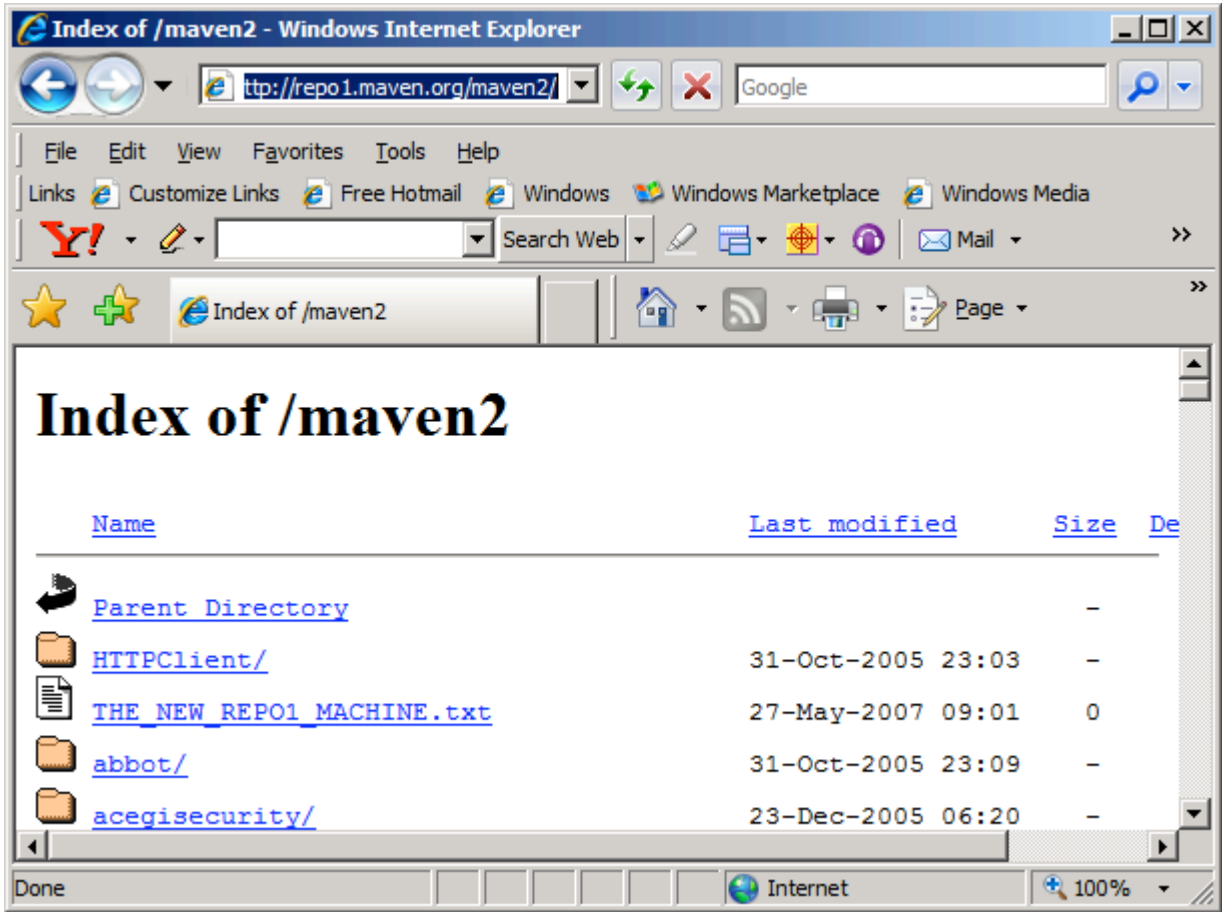 Index of /maven2 - Windows Internet Explorer
ttp://repo1.maven.org/maven2/ Google
File Edit View Favorites Tools Help
Links Customize Links Free Hotmail Windows Windows Marketplace Windows Media
Y! Search Web Mail »
Index of /maven2 Page »
Index of /maven2
Name Last modified Size De
Parent Directory -
HTTPClient/ 31-Oct-2005 23:03 -
THE_NEW_REPO1_MACHINE.txt 27-May-2007 09:01 0
abbot/ 31-Oct-2005 23:09 -
acegisecurity/ 23-Dec-2005 06:20 -
Done Internet 100%